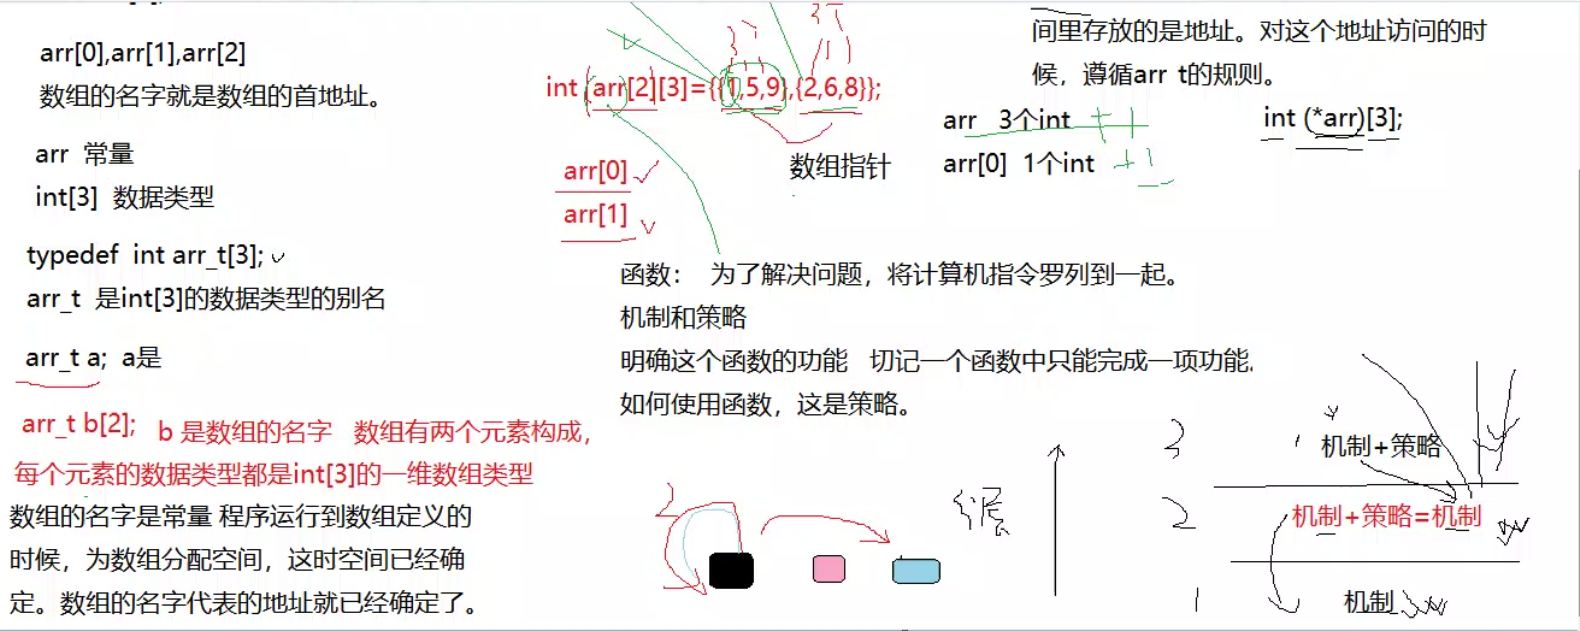 arr[0],arr[1],arr[2]
数组的名字就是数组的首地址。
arr 常量
int[3] 数据类型
typedef int arr_t[3];
arr_t 是int[3]的数据类型的别名
arr_t a; a是
arr_t b[2]; b 是数组的名字 数组有两个元素构成，
每个元素的数据类型都是int[3]的一维数组类型
数组的名字是常量 程序运行到数组定义的
时候，为数组分配空间，这时空间已经确
定。数组的名字代表的地址就已经确定了。
int (arr[2][3]={{1,5,9},{2,6,8}};
arr[0]
arr[1]
数组指针
间里存放的是地址。对这个地址访问的时
候，遵循arr_t的规则。
arr 3个int +1
arr[0] 1个int +1
int (*arr)[3];
函数： 为了解决问题，将计算机指令罗列到一起。
机制和策略
明确这个函数的功能 切记一个函数中只能完成一项功能.
如何使用函数，这是策略。
3 机制+策略
2 机制+策略=机制
1 机制